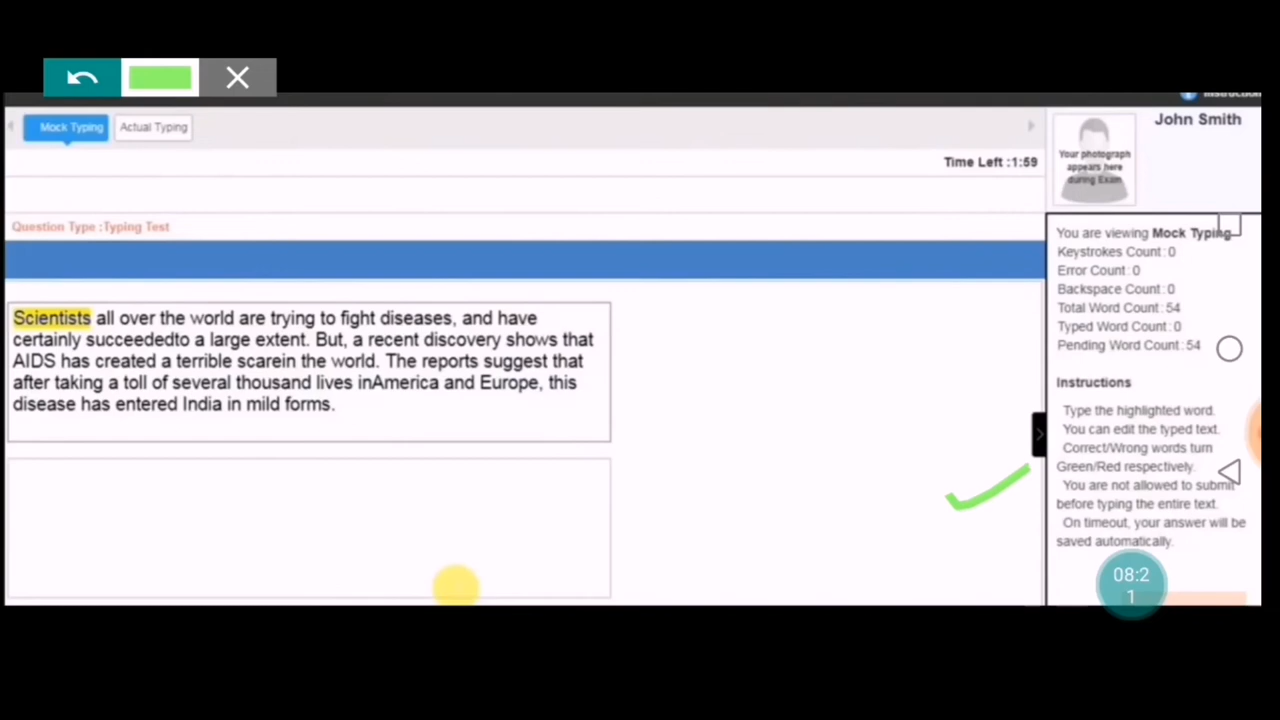 Instruction
Mock Typing
Actual Typing
John Smith
Your photograph
appears here
during Exam
Time Left :1:59
Question Type :Typing Test
You are viewing Mock Typing
Keystrokes Count:0
Error Count:0
Backspace Count:0
Total Word Count:54
Typed Word Count:0
Pending Word Count:54
Scientists all over the world are trying to fight diseases, and have
certainly succeededto a large extent. But, a recent discovery shows that
AIDS has created a terrible scarein the world. The reports suggest that
after taking a toll of several thousand lives inAmerica and Europe, this
disease has entered India in mild forms.
Instructions
Type the highlighted word.
You can edit the typed text.
Correct/Wrong words turn
Green/Red respectively.
You are not allowed to submit
before typing the entire text.
On timeout, your answer will be
saved automatically.
08:2
1